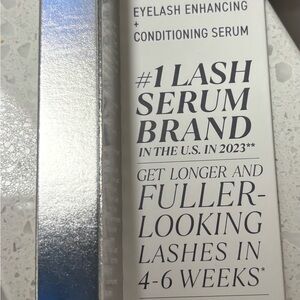 EYELASH ENHANCING
+
CONDITIONING SERUM
#1 LASH
SERUM
BRAND
IN THE U.S. IN 2023**
GET LONGER AND
FULLER-
LOOKING
LASHES IN
4-6 WEEKS*